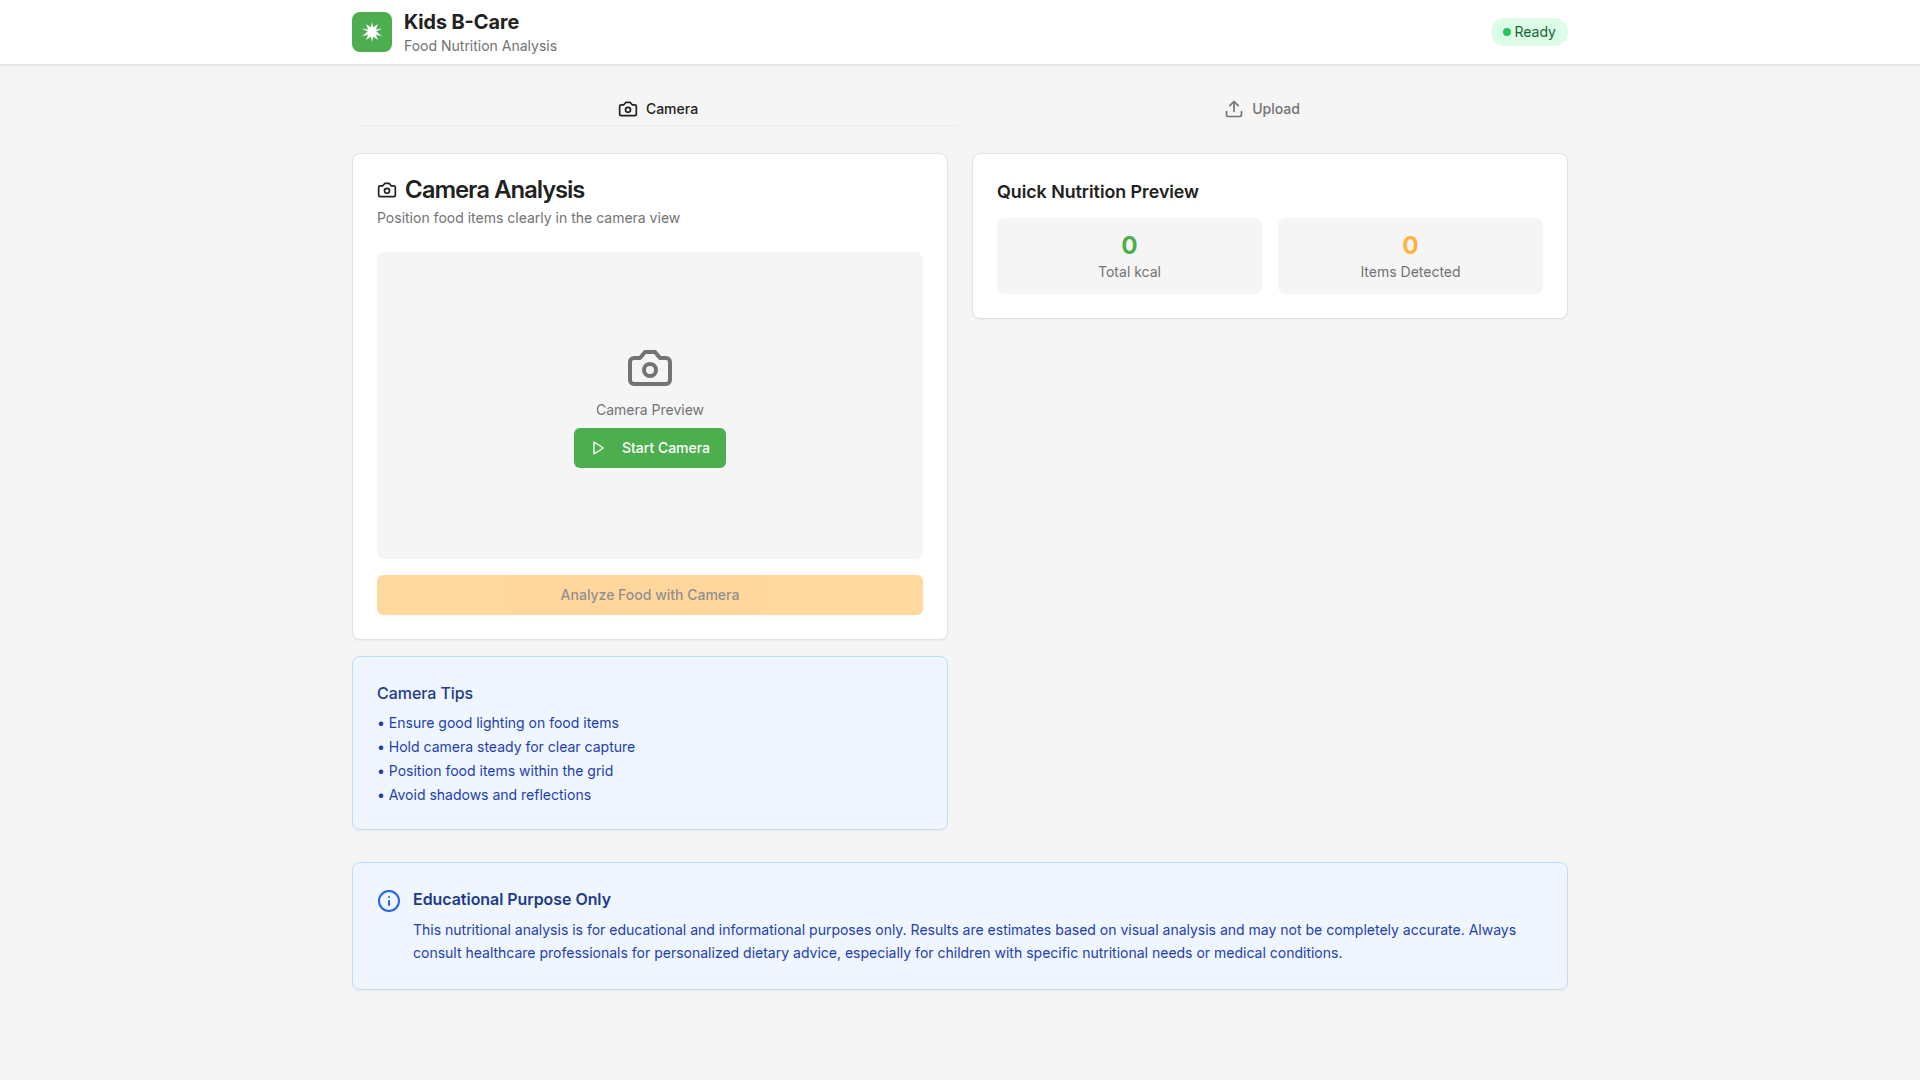 Kids B-Care
Food Nutrition Analysis
Ready
Camera
Upload
Camera Analysis
Position food items clearly in the camera view
Camera Preview
Start Camera
Analyze Food with Camera
Quick Nutrition Preview
0
Total kcal
0
Items Detected
Camera Tips
• Ensure good lighting on food items
• Hold camera steady for clear capture
• Position food items within the grid
• Avoid shadows and reflections
Educational Purpose Only
This nutritional analysis is for educational and informational purposes only. Results are estimates based on visual analysis and may not be completely accurate. Always
consult healthcare professionals for personalized dietary advice, especially for children with specific nutritional needs or medical conditions.